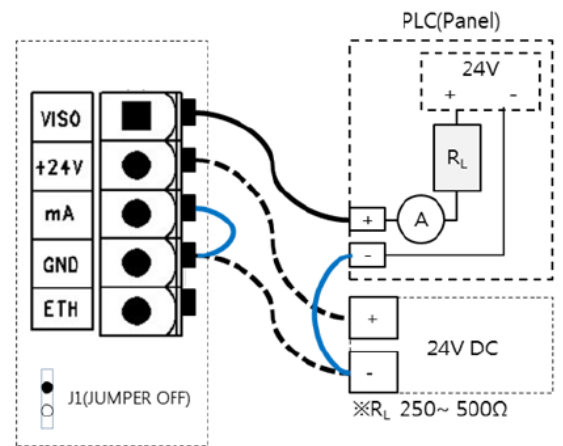 PLC(Panel)
24V
+ -
VISO
+24V
RL
mA
+
A
GND
-
ETH
+
24V DC
-
J1(JUMPER OFF)
※RL 250~ 500Ω